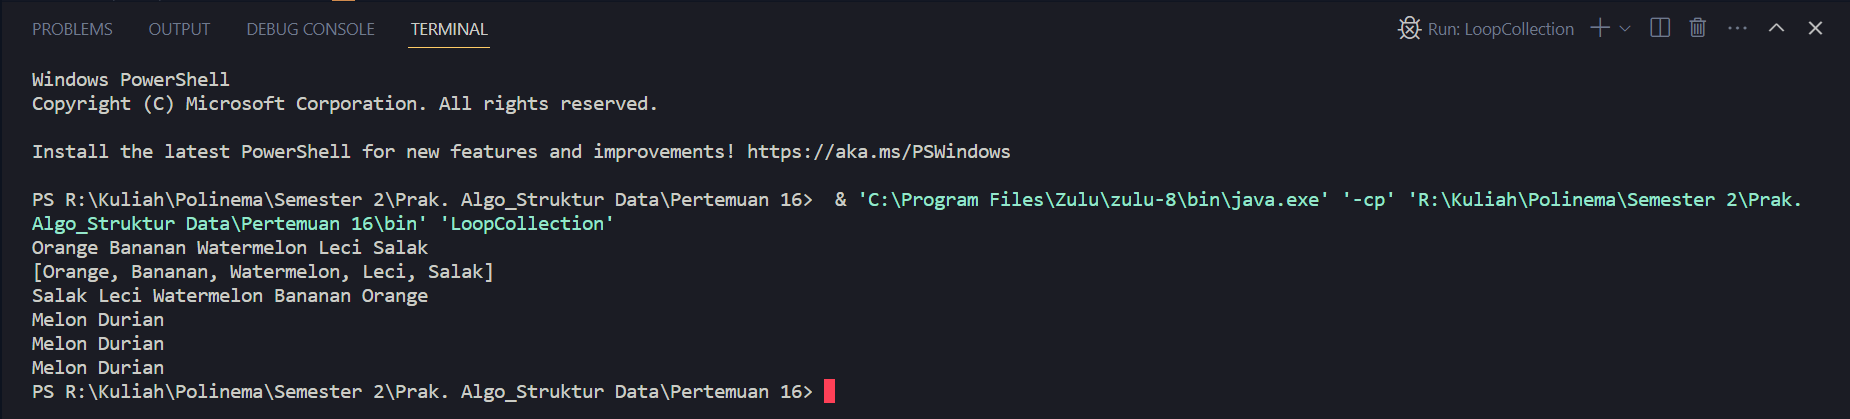 PROBLEMS OUTPUT DEBUG CONSOLE TERMINAL Run: LoopCollection
Windows PowerShell
Copyright (C) Microsoft Corporation. All rights reserved.
Install the latest PowerShell for new features and improvements! https://aka.ms/PSWindows
PS R:\Kuliah\Polinema\Semester 2\Prak. Algo_Struktur Data\Pertemuan 16>  & 'C:\Program Files\Zulu\zulu-8\bin\java.exe' '-cp' 'R:\Kuliah\Polinema\Semester 2\Prak.
Algo_Struktur Data\Pertemuan 16\bin' 'LoopCollection'
Orange Bananan Watermelon Leci Salak
[Orange, Bananan, Watermelon, Leci, Salak]
Salak Leci Watermelon Bananan Orange
Melon Durian
Melon Durian
Melon Durian
PS R:\Kuliah\Polinema\Semester 2\Prak. Algo_Struktur Data\Pertemuan 16>